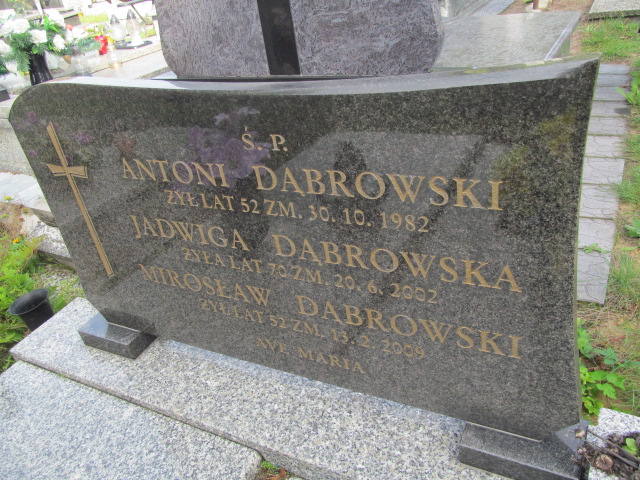 Ś. P.
ANTONI DĄBROWSKI
ŻYŁ LAT 52 ZM. 30. 10. 1982
JADWIGA DĄBROWSKA
ŻYŁA LAT 70 ZM. 20. 6. 2002
MIROSŁAW DĄBROWSKI
ŻYŁ LAT 52 ZM. 13. 2. 2009
AVE MARIA